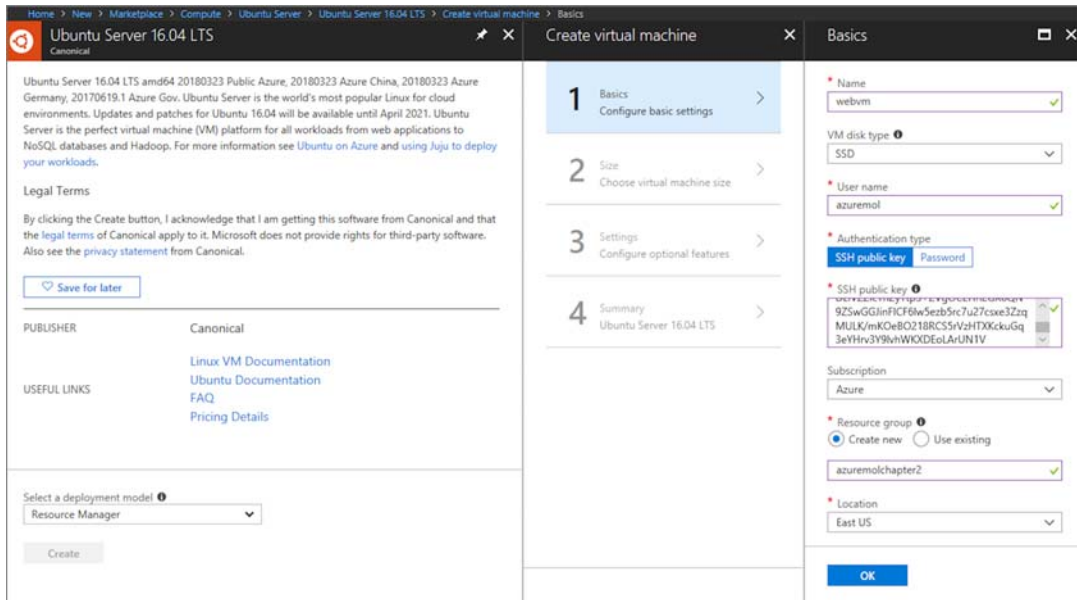 Home > New > Marketplace > Compute > Ubuntu Server > Ubuntu Server 16.04 LTS > Create virtual machine > Basics
Ubuntu Server 16.04 LTS
Canonical
Ubuntu Server 16.04 LTS amd64 20180323 Public Azure, 20180323 Azure China, 20180323 Azure
Germany, 20170619.1 Azure Gov. Ubuntu Server is the world's most popular Linux for cloud
environments. Updates and patches for Ubuntu 16.04 will be available until April 2021. Ubuntu
Server is the perfect virtual machine (VM) platform for all workloads from web applications to
NoSQL databases and Hadoop. For more information see Ubuntu on Azure and using Juju to deploy
your workloads.
Legal Terms
By clicking the Create button, I acknowledge that I am getting this software from Canonical and that
the legal terms of Canonical apply to it. Microsoft does not provide rights for third-party software.
Also see the privacy statement from Canonical.
Save for later
PUBLISHER Canonical
USEFUL LINKS
Linux VM Documentation
Ubuntu Documentation
FAQ
Pricing Details
Select a deployment model
Resource Manager
Create
Create virtual machine
1 Basics
Configure basic settings
2 Size
Choose virtual machine size
3 Settings
Configure optional features
4 Summary
Ubuntu Server 16.04 LTS
Basics
* Name
webvm
VM disk type
SSD
* User name
azuremol
* Authentication type
SSH public key Password
* SSH public key
9ZSwGGJinFICF6Iw5ezb5rc7u27csxe3Zzq
MULK/mKOeBO218RCS5rVzHTXKckuGq
3eYHrv3Y9IvhWKXDEoLArUN1V
Subscription
Azure
* Resource group
Create new Use existing
azuremolchapter2
* Location
East US
OK